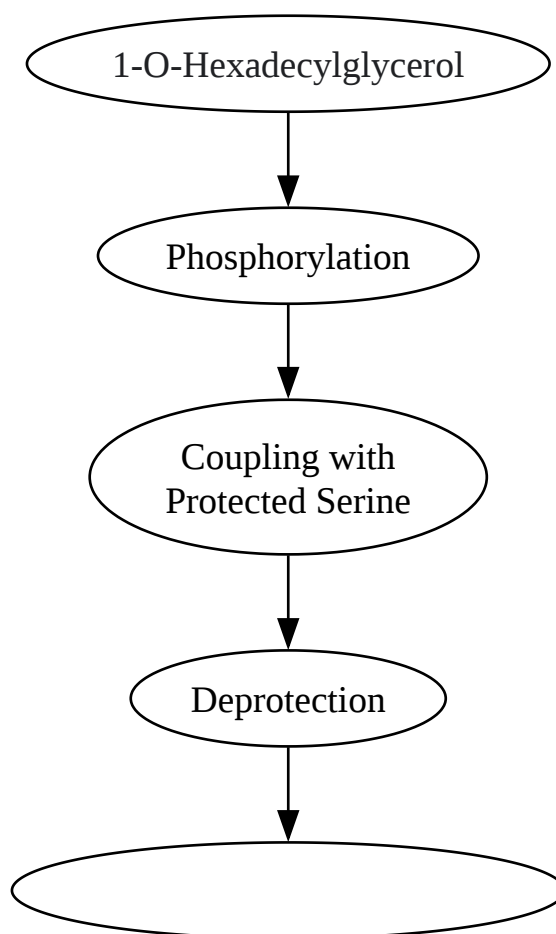 1-O-Hexadecylglycerol
Phosphorylation
Coupling with
Protected Serine
Deprotection